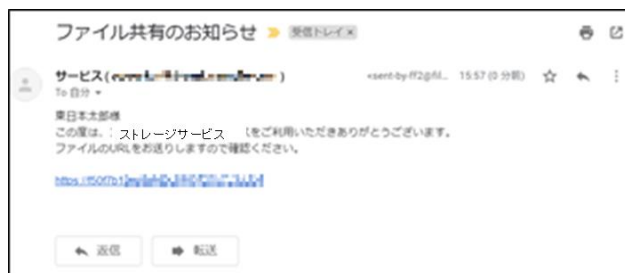 ファイル共有のお知らせ
受信トレイ ×
サービス(
<sent-by-ff2@fil... 15:57 (0 分前)
To 自分
東日本太郎様
この度は、ストレージサービス をご利用いただきありがとうございます。
ファイルのURLをお送りしますので確認ください。
返信
転送